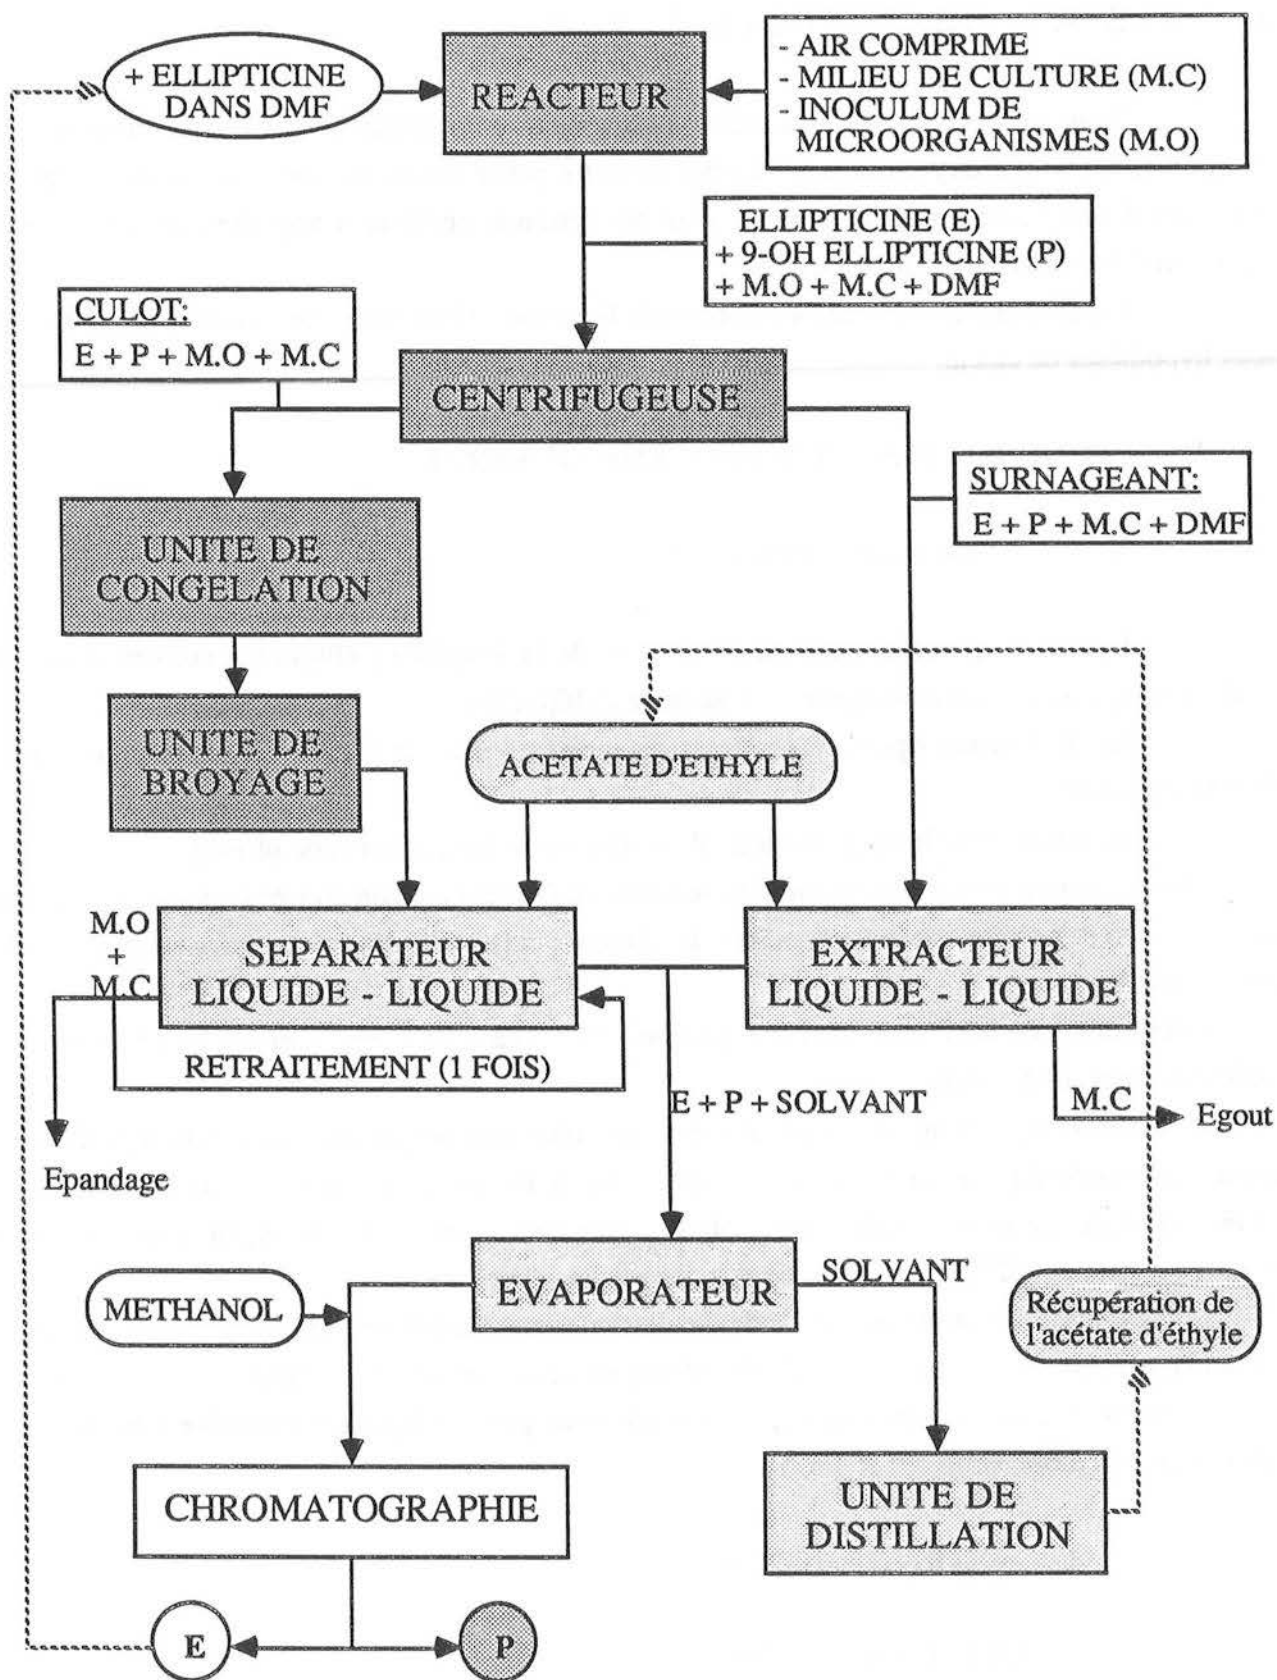 + ELLIPTICINE
DANS DMF
REACTEUR
- AIR COMPRIME
- MILIEU DE CULTURE (M.C)
- INOCULUM DE
MICROORGANISMES (M.O)
ELLIPTICINE (E)
+ 9-OH ELLIPTICINE (P)
+ M.O + M.C + DMF
CULOT:
E + P + M.O + M.C
CENTRIFUGEUSE
SURNAGEANT:
E + P + M.C + DMF
UNITE DE
CONGELATION
UNITE DE
BROYAGE
ACETATE D'ETHYLE
M.O
+
M.C
SEPARATEUR
LIQUIDE - LIQUIDE
EXTRACTEUR
LIQUIDE - LIQUIDE
RETRAITEMENT (1 FOIS)
E + P + SOLVANT
M.C
Egout
Epandage
METHANOL
EVAPORATEUR
SOLVANT
Récupération de
l'acétate d'éthyle
CHROMATOGRAPHIE
UNITE DE
DISTILLATION
E
P